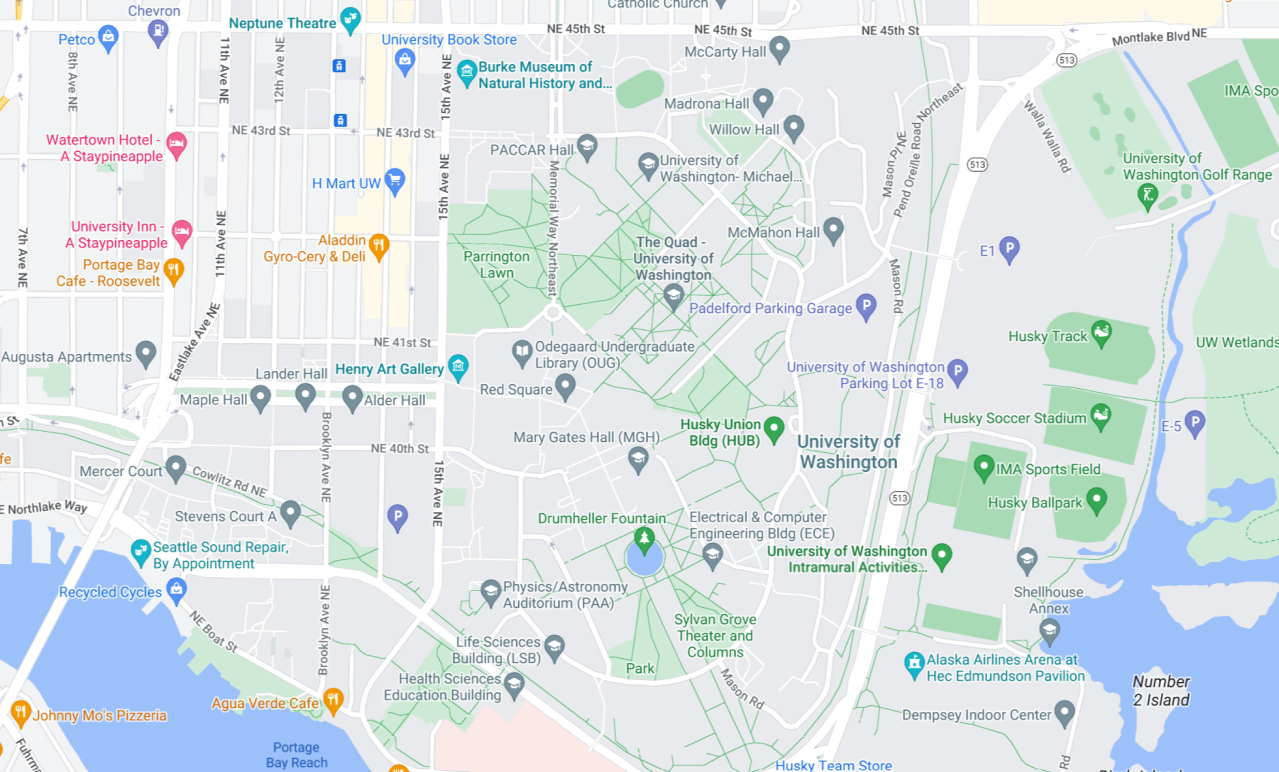 Catholic Church
Chevron
Neptune Theatre
Petco
University Book Store
NE 45th St
NE 45th St
NE 45th St
Montlake Blvd NE
513
McCarty Hall
8th Ave NE
11th Ave NE
12th Ave NE
15th Ave NE
Burke Museum of
Natural History and...
IMA Spo
Madrona Hall
Willow Hall
Pend Oreille Road Northeast
Mason Pl NE
Walla Walla Rd
NE 43rd St
NE 43rd St
Watertown Hotel -
A Staypineapple
PACCAR Hall
University of
Washington- Michael...
513
University of
Washington Golf Range
H Mart UW
15th Ave NE
Memorial Way Northeast
University Inn -
A Staypineapple
11th Ave NE
7th Ave NE
Aladdin
Gyro-Cery & Deli
Portage Bay
Cafe - Roosevelt
Parrington
Lawn
The Quad -
University of
Washington
McMahon Hall
E1
Mason Rd
Padelford Parking Garage
Eastlake Ave NE
Husky Track
UW Wetlands
NE 41st St
Augusta Apartments
Odegaard Undergraduate
Library (OUG)
Henry Art Gallery
Lander Hall
Maple Hall
Alder Hall
Red Square
University of Washington
Parking Lot E-18
Husky Soccer Stadium
E-5
Husky Union
Bldg (HUB)
University of
Washington
h St
Brooklyn Ave NE
NE 40th St
Mary Gates Hall (MGH)
fe
Mercer Court
Cowlitz Rd NE
15th Ave NE
IMA Sports Field
Husky Ballpark
513
E Northlake Way
Stevens Court A
Drumheller Fountain
Electrical & Computer
Engineering Bldg (ECE)
University of Washington
Intramural Activities...
Seattle Sound Repair,
By Appointment
Recycled Cycles
Physics/Astronomy
Auditorium (PAA)
Shellhouse
Annex
NE Boat St
Brooklyn Ave NE
Sylvan Grove
Theater and
Columns
Life Sciences
Building (LSB)
Park
Alaska Airlines Arena at
Hec Edmundson Pavilion
Health Sciences
Education Building
Mason Rd
Number
2 Island
Agua Verde Cafe
Johnny Mo's Pizzeria
Dempsey Indoor Center
Fuhrm
Portage
Bay Reach
Husky Team Store
Rd